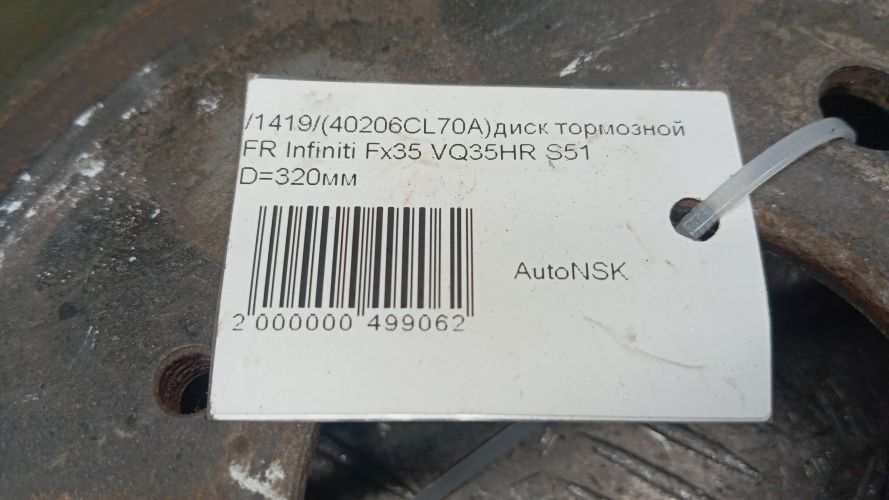 /1419/(40206CL70A)диск тормозной
FR Infiniti Fx35 VQ35HR S51
D=320мм
AutoNSK
2 000000 499062